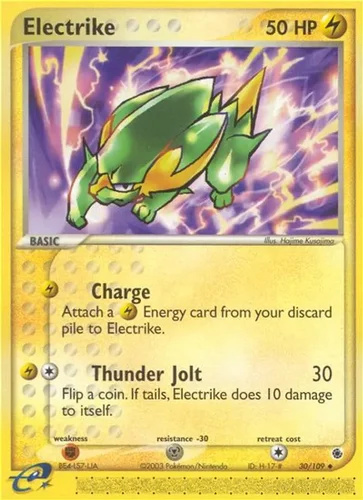 Electrike
50 HP
Illus. Hajime Kusajima
BASIC
Charge
Attach a Energy card from your discard
pile to Electrike.
Thunder Jolt 30
Flip a coin. If tails, Electrike does 10 damage
to itself.
weakness resistance -30 retreat cost
©2003 Pokémon/Nintendo ID: H-17-# 30/109
e